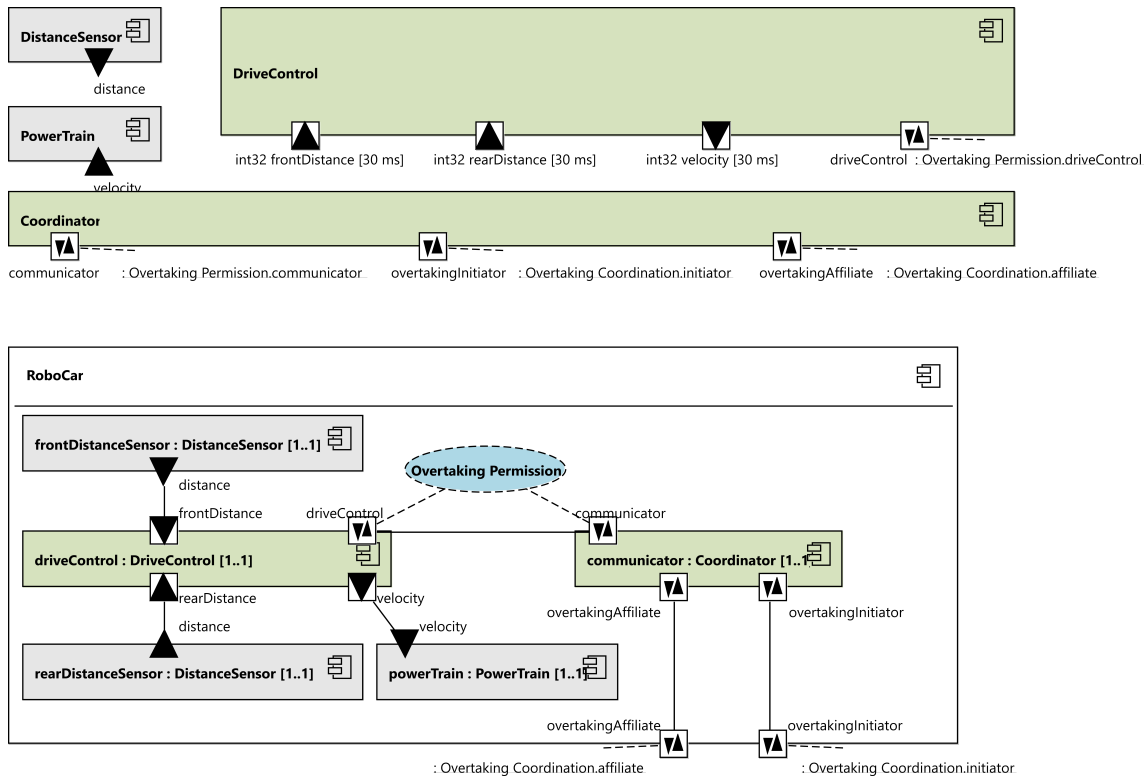 DistanceSensor
distance
PowerTrain
velocity
DriveControl
int32 frontDistance [30 ms]
int32 rearDistance [30 ms]
int32 velocity [30 ms]
driveControl : Overtaking Permission.driveControl
Coordinator
communicator : Overtaking Permission.communicator
overtakingInitiator : Overtaking Coordination.initiator
overtakingAffiliate : Overtaking Coordination.affiliate
RoboCar
frontDistanceSensor : DistanceSensor [1..1]
distance
frontDistance
driveControl
Overtaking Permission
communicator
driveControl : DriveControl [1..1]
communicator : Coordinator [1..1
rearDistance
velocity
overtakingAffiliate
overtakingInitiator
distance
velocity
rearDistanceSensor : DistanceSensor [1..1]
powerTrain : PowerTrain [1..1]
overtakingAffiliate
overtakingInitiator
: Overtaking Coordination.affiliate
: Overtaking Coordination.initiator